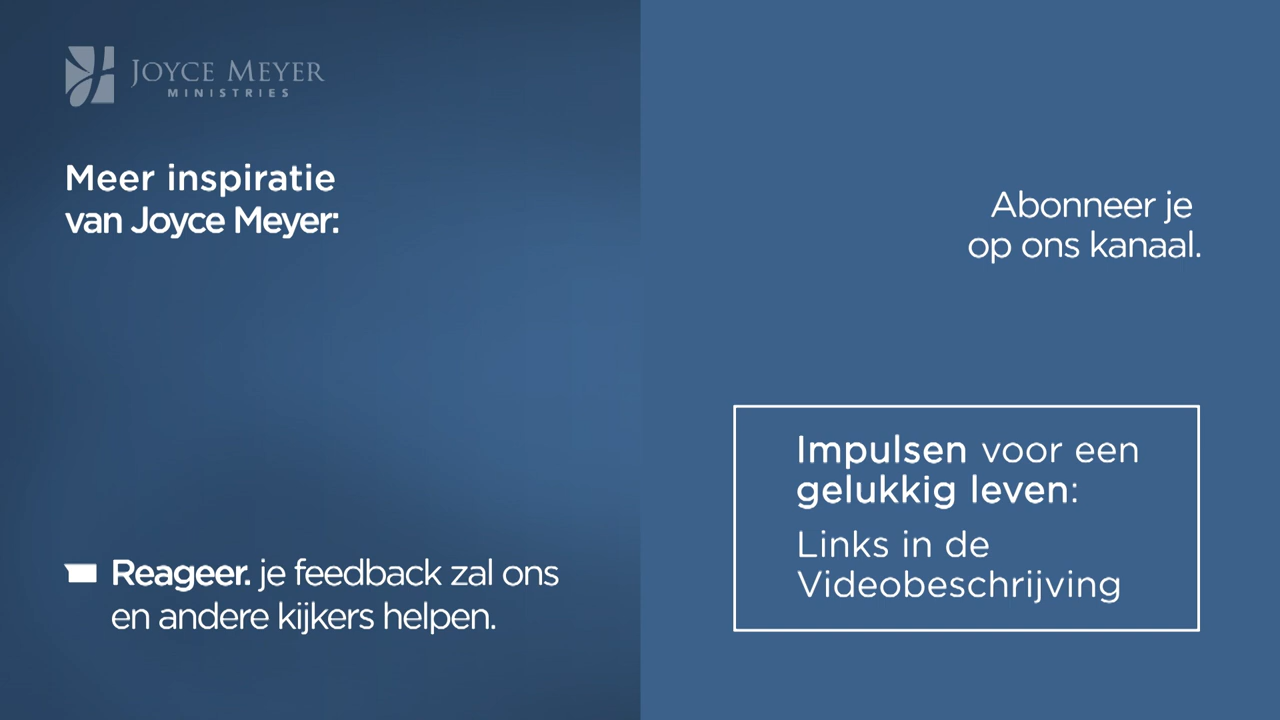 JOYCE MEYER
MINISTRIES
Meer inspiratie
van Joyce Meyer:
Reageer. je feedback zal ons
en andere kijkers helpen.
Abonneer je
op ons kanaal.
Impulsen voor een
gelukkig leven:
Links in de
Videobeschrijving